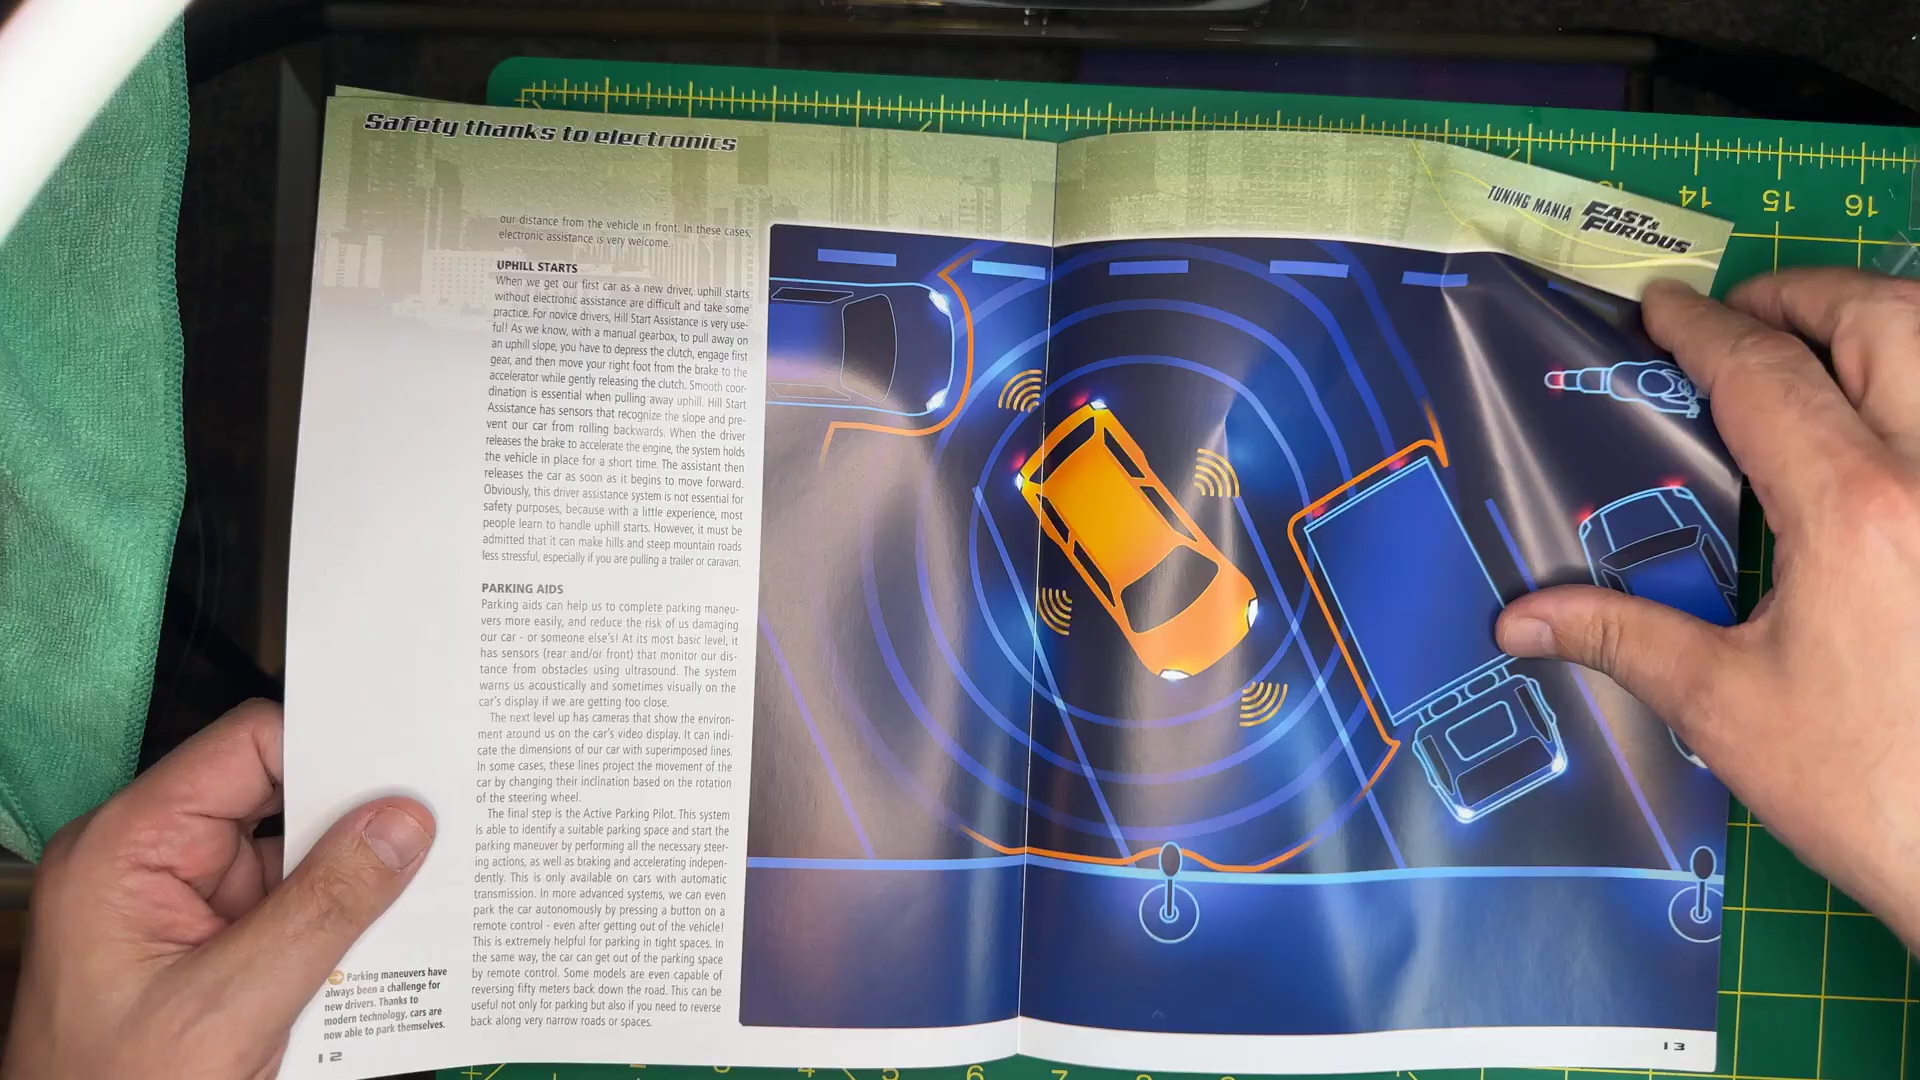 Safety thanks to electronics
our distance from the vehicle in front. In these cases,
electronic assistance is very welcome.
UPHILL STARTS
When we get our first car as a new driver, uphill starts
without electronic assistance are difficult and take some
practice. For novice drivers, Hill Start Assistance is very use-
ful! As we know, with a manual gearbox, to pull away on
an uphill slope, you have to depress the clutch, engage first
gear, and then move your right foot from the brake to the
accelerator while gently releasing the clutch. Smooth coor-
dination is essential when pulling away uphill. Hill Start
Assistance has sensors that recognize the slope and pre-
vent our car from rolling backwards. When the driver
releases the brake to accelerate the engine, the system holds
the vehicle in place for a short time. The assistant then
releases the car as soon as it begins to move forward.
Obviously, this driver assistance system is not essential for
safety purposes, because with a little experience, most
people learn to handle uphill starts. However, it must be
admitted that it can make hills and steep mountain roads
less stressful, especially if you are pulling a trailer or caravan.
PARKING AIDS
Parking aids can help us to complete parking maneu-
vers more easily, and reduce the risk of us damaging
our car - or someone else's! At its most basic level, it
has sensors (rear and/or front) that monitor our dis-
tance from obstacles using ultrasound. The system
warns us acoustically and sometimes visually on the
car's display if we are getting too close.
The next level up has cameras that show the environ-
ment around us on the car's video display. It can indi-
cate the dimensions of our car with superimposed lines.
In some cases, these lines project the movement of the
car by changing their inclination based on the rotation
of the steering wheel.
The final step is the Active Parking Pilot. This system
is able to identify a suitable parking space and start the
parking maneuver by performing all the necessary steer-
ing actions, as well as braking and accelerating indepen-
dently. This is only available on cars with automatic
transmission. In more advanced systems, we can even
park the car autonomously by pressing a button on a
remote control - even after getting out of the vehicle!
This is extremely helpful for parking in tight spaces. In
the same way, the car can get out of the parking space
by remote control. Some models are even capable of
reversing fifty meters back down the road. This can be
useful not only for parking but also if you need to reverse
back along very narrow roads or spaces.
Parking maneuvers have
always been a challenge for
new drivers. Thanks to
modern technology, cars are
now able to park themselves.
12
TUNING MANIA
FAST &
FURIOUS
13
14
15
16